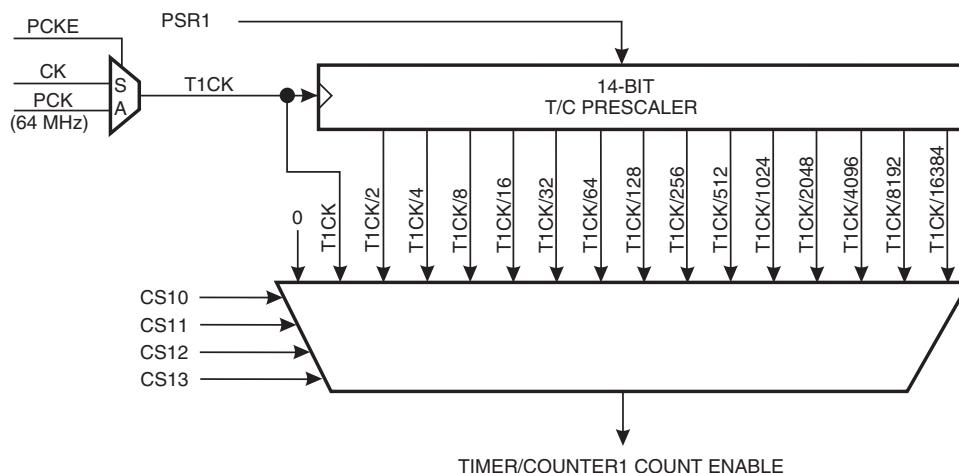 PSR1
PCKE
CK
PCK
(64 MHz)
S
A
T1CK
14-BIT
T/C PRESCALER
0
T1CK
T1CK/2
T1CK/4
T1CK/8
T1CK/16
T1CK/32
T1CK/64
T1CK/128
T1CK/256
T1CK/512
T1CK/1024
T1CK/2048
T1CK/4096
T1CK/8192
T1CK/16384
CS10
CS11
CS12
CS13
TIMER/COUNTER1 COUNT ENABLE